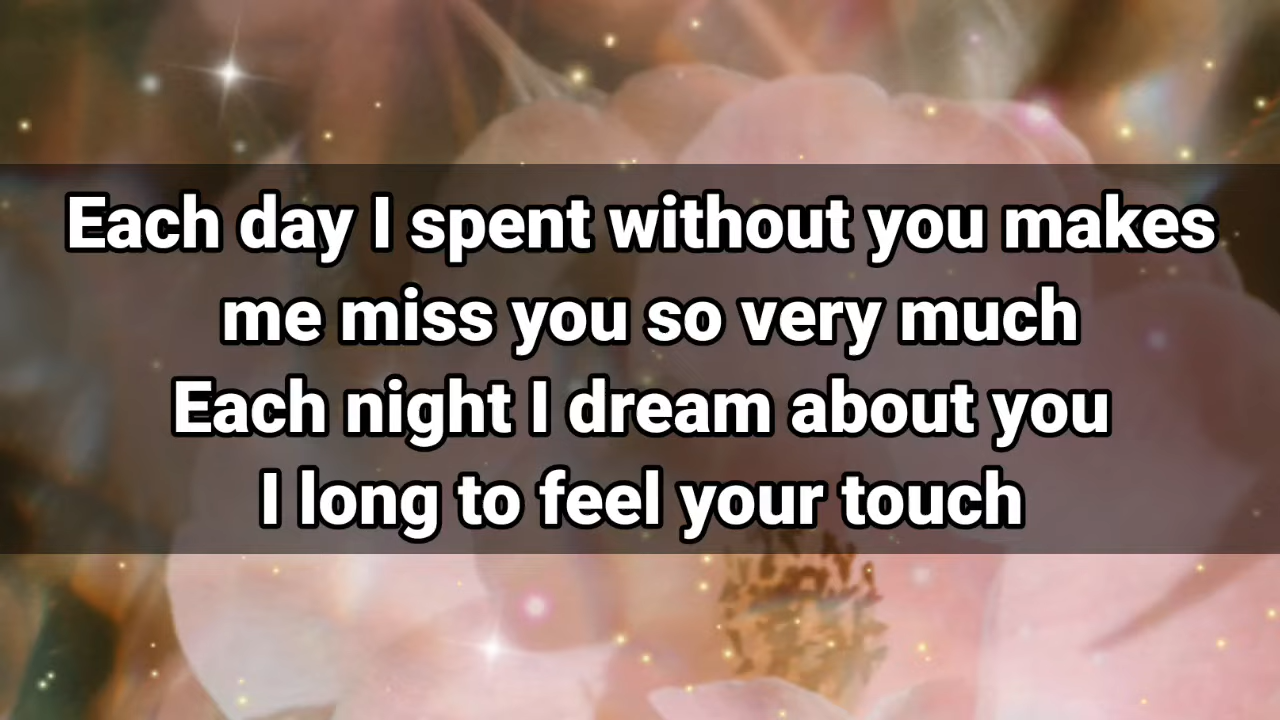 Each day I spent without you makes
me miss you so very much
Each night I dream about you
I long to feel your touch